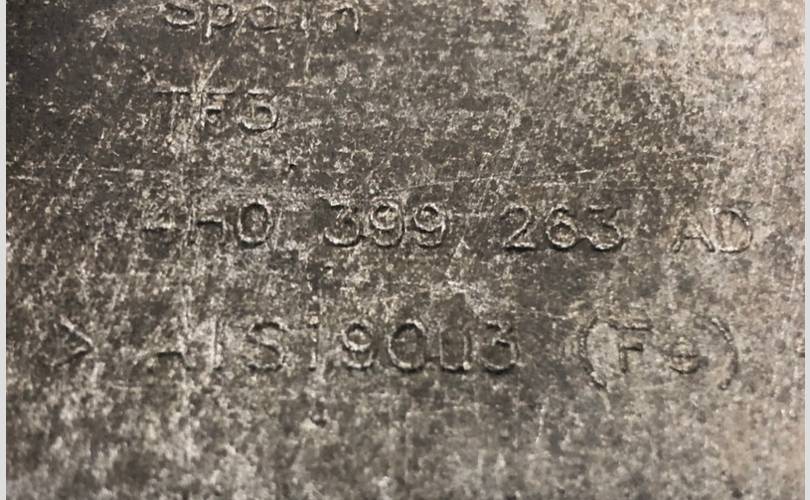 Spain
TF3
4H0 399 263 AD
> AlSi9Cu3 (Fe)